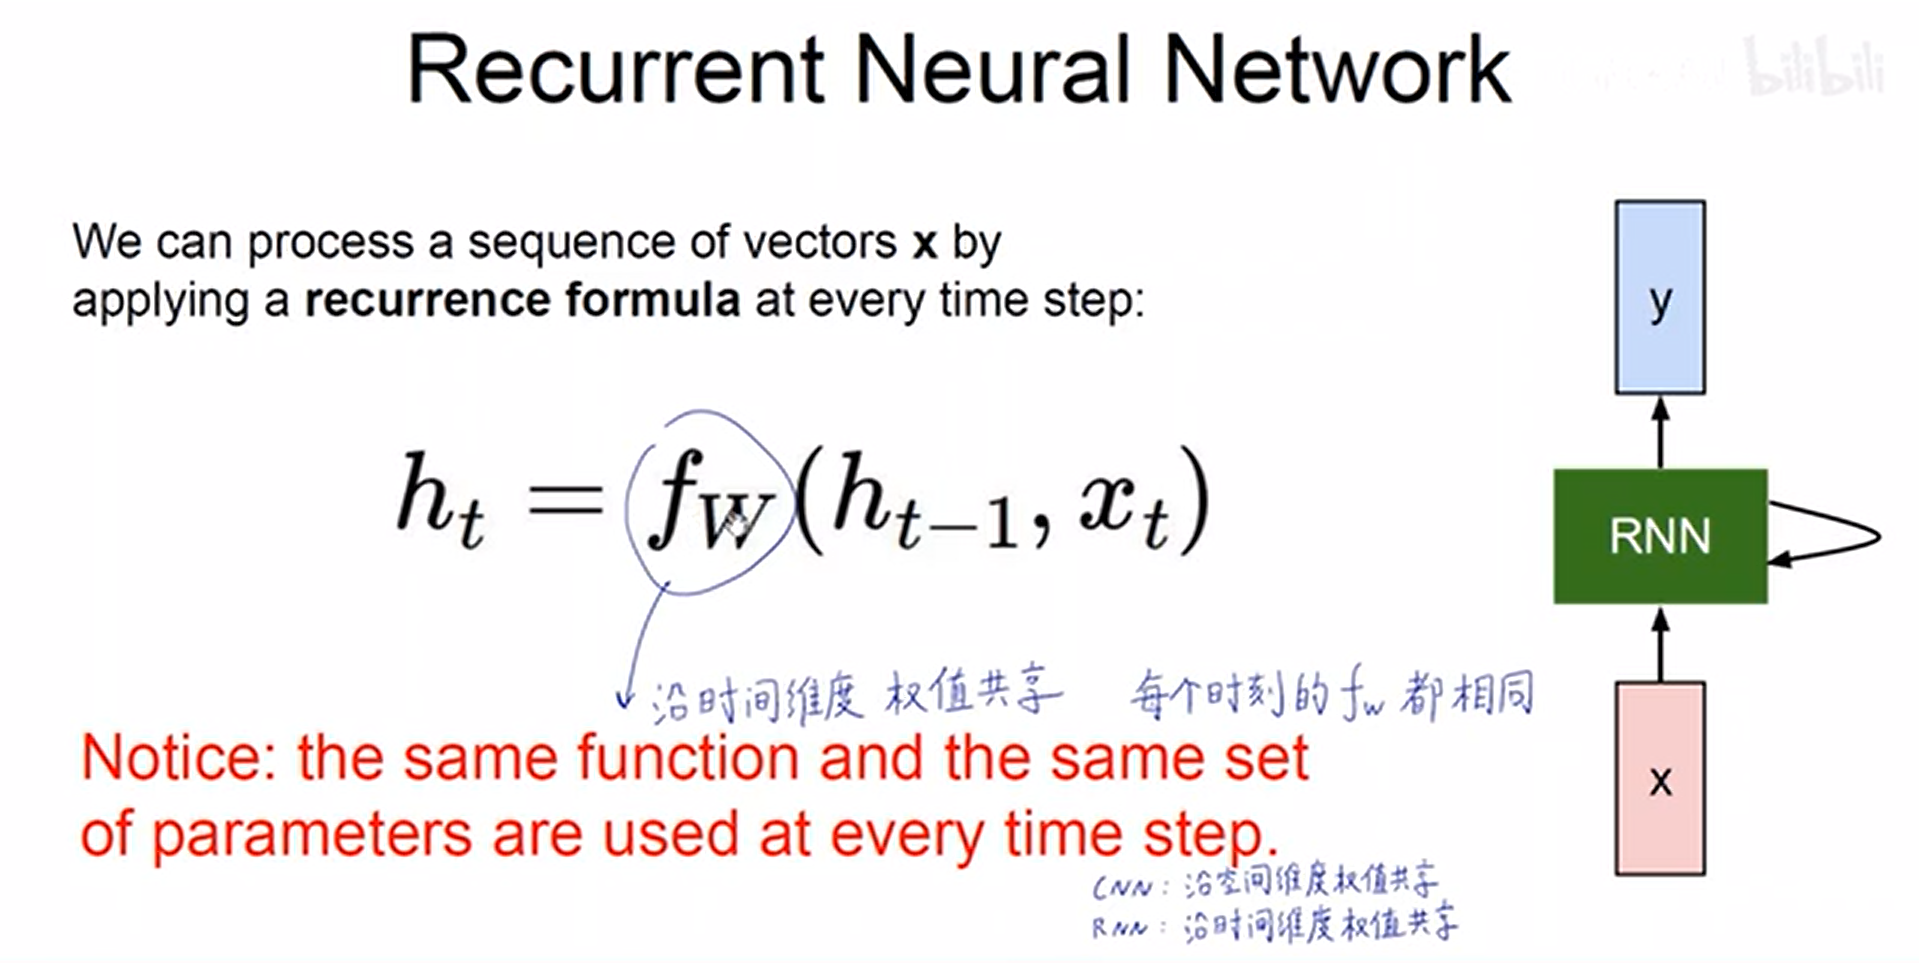 Recurrent Neural Network
bilibili
We can process a sequence of vectors x by
applying a recurrence formula at every time step:
y
h_t = f_W(h_{t-1}, x_t)
RNN
沿时间维度 权值共享 每个时刻的 f_w 都相同
Notice: the same function and the same set
of parameters are used at every time step.
x
CNN: 沿空间维度权值共享
RNN: 沿时间维度权值共享